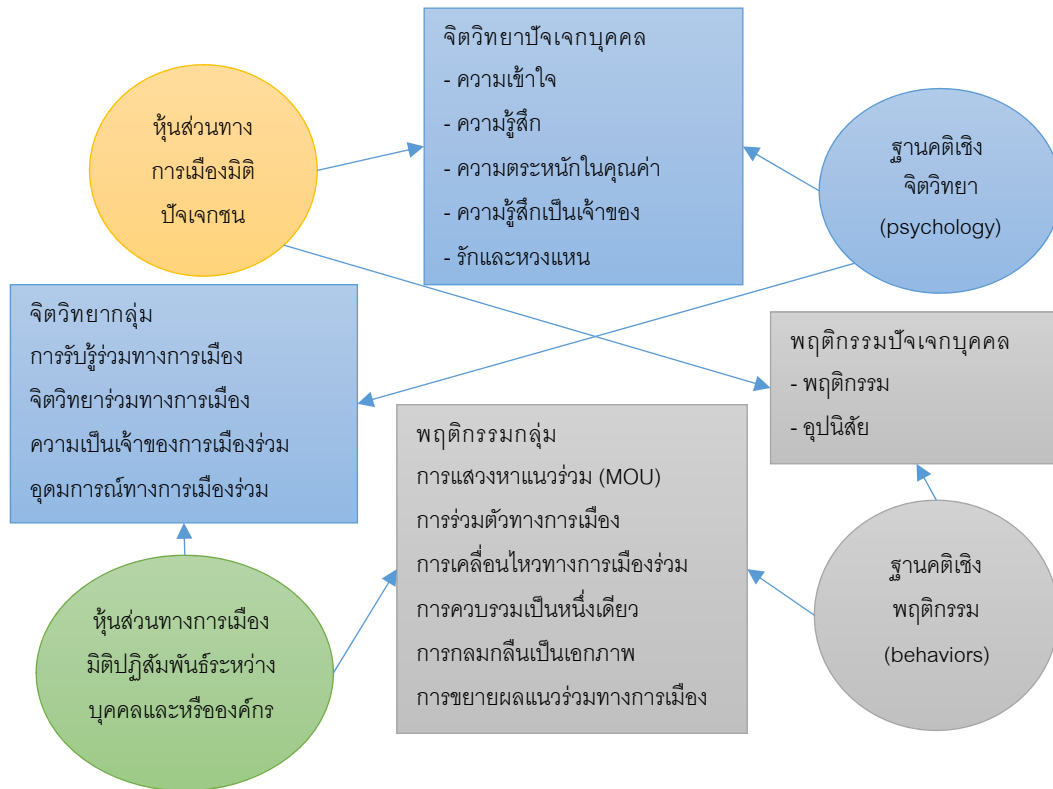 จิตวิทยาปัจเจกบุคคล
- ความเข้าใจ
- ความรู้สึก
- ความตระหนักในคุณค่า
- ความรู้สึกเป็นเจ้าของ
- รักและหวงแหน
หุ้นส่วนทาง
การเมืองมิติ
ปัจเจกชน
ฐานคติเชิง
จิตวิทยา
(psychology)
จิตวิทยากลุ่ม
การรับรู้ร่วมทางการเมือง
จิตวิทยาร่วมทางการเมือง
ความเป็นเจ้าของการเมืองร่วม
อุดมการณ์ทางการเมืองร่วม
พฤติกรรมปัจเจกบุคคล
- พฤติกรรม
- อุปนิสัย
พฤติกรรมกลุ่ม
การแสวงหาแนวร่วม (MOU)
การร่วมตัวทางการเมือง
การเคลื่อนไหวทางการเมืองร่วม
การควบรวมเป็นหนึ่งเดียว
การกลมกลืนเป็นเอกภาพ
การขยายผลแนวร่วมทางการเมือง
หุ้นส่วนทางการเมือง
มิติปฏิสัมพันธ์ระหว่าง
บุคคลและหรือองค์กร
ฐานคติเชิง
พฤติกรรม
(behaviors)